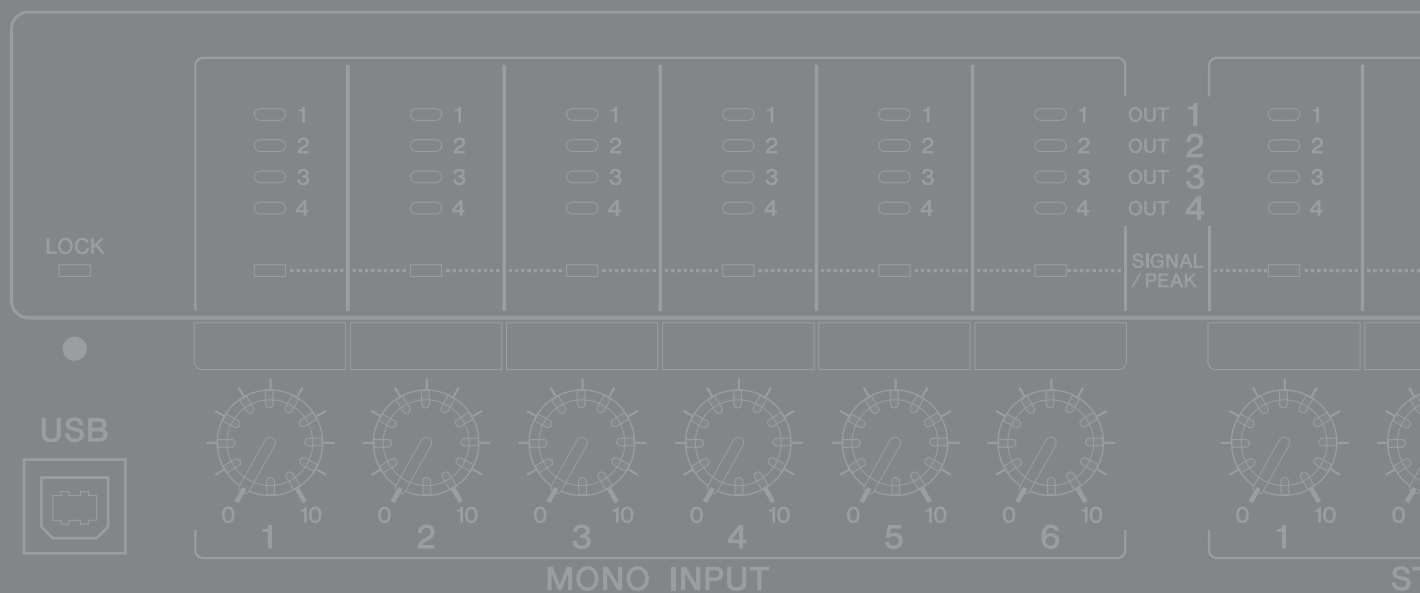 1 1 1 1 1 1 OUT 1 1
2 2 2 2 2 2 OUT 2 2
3 3 3 3 3 3 OUT 3 3
4 4 4 4 4 4 OUT 4 4
LOCK
SIGNAL
/PEAK
USB
0 10 0 10 0 10 0 10 0 10 0 10 0 10 0
1 2 3 4 5 6 1
MONO INPUT
ST